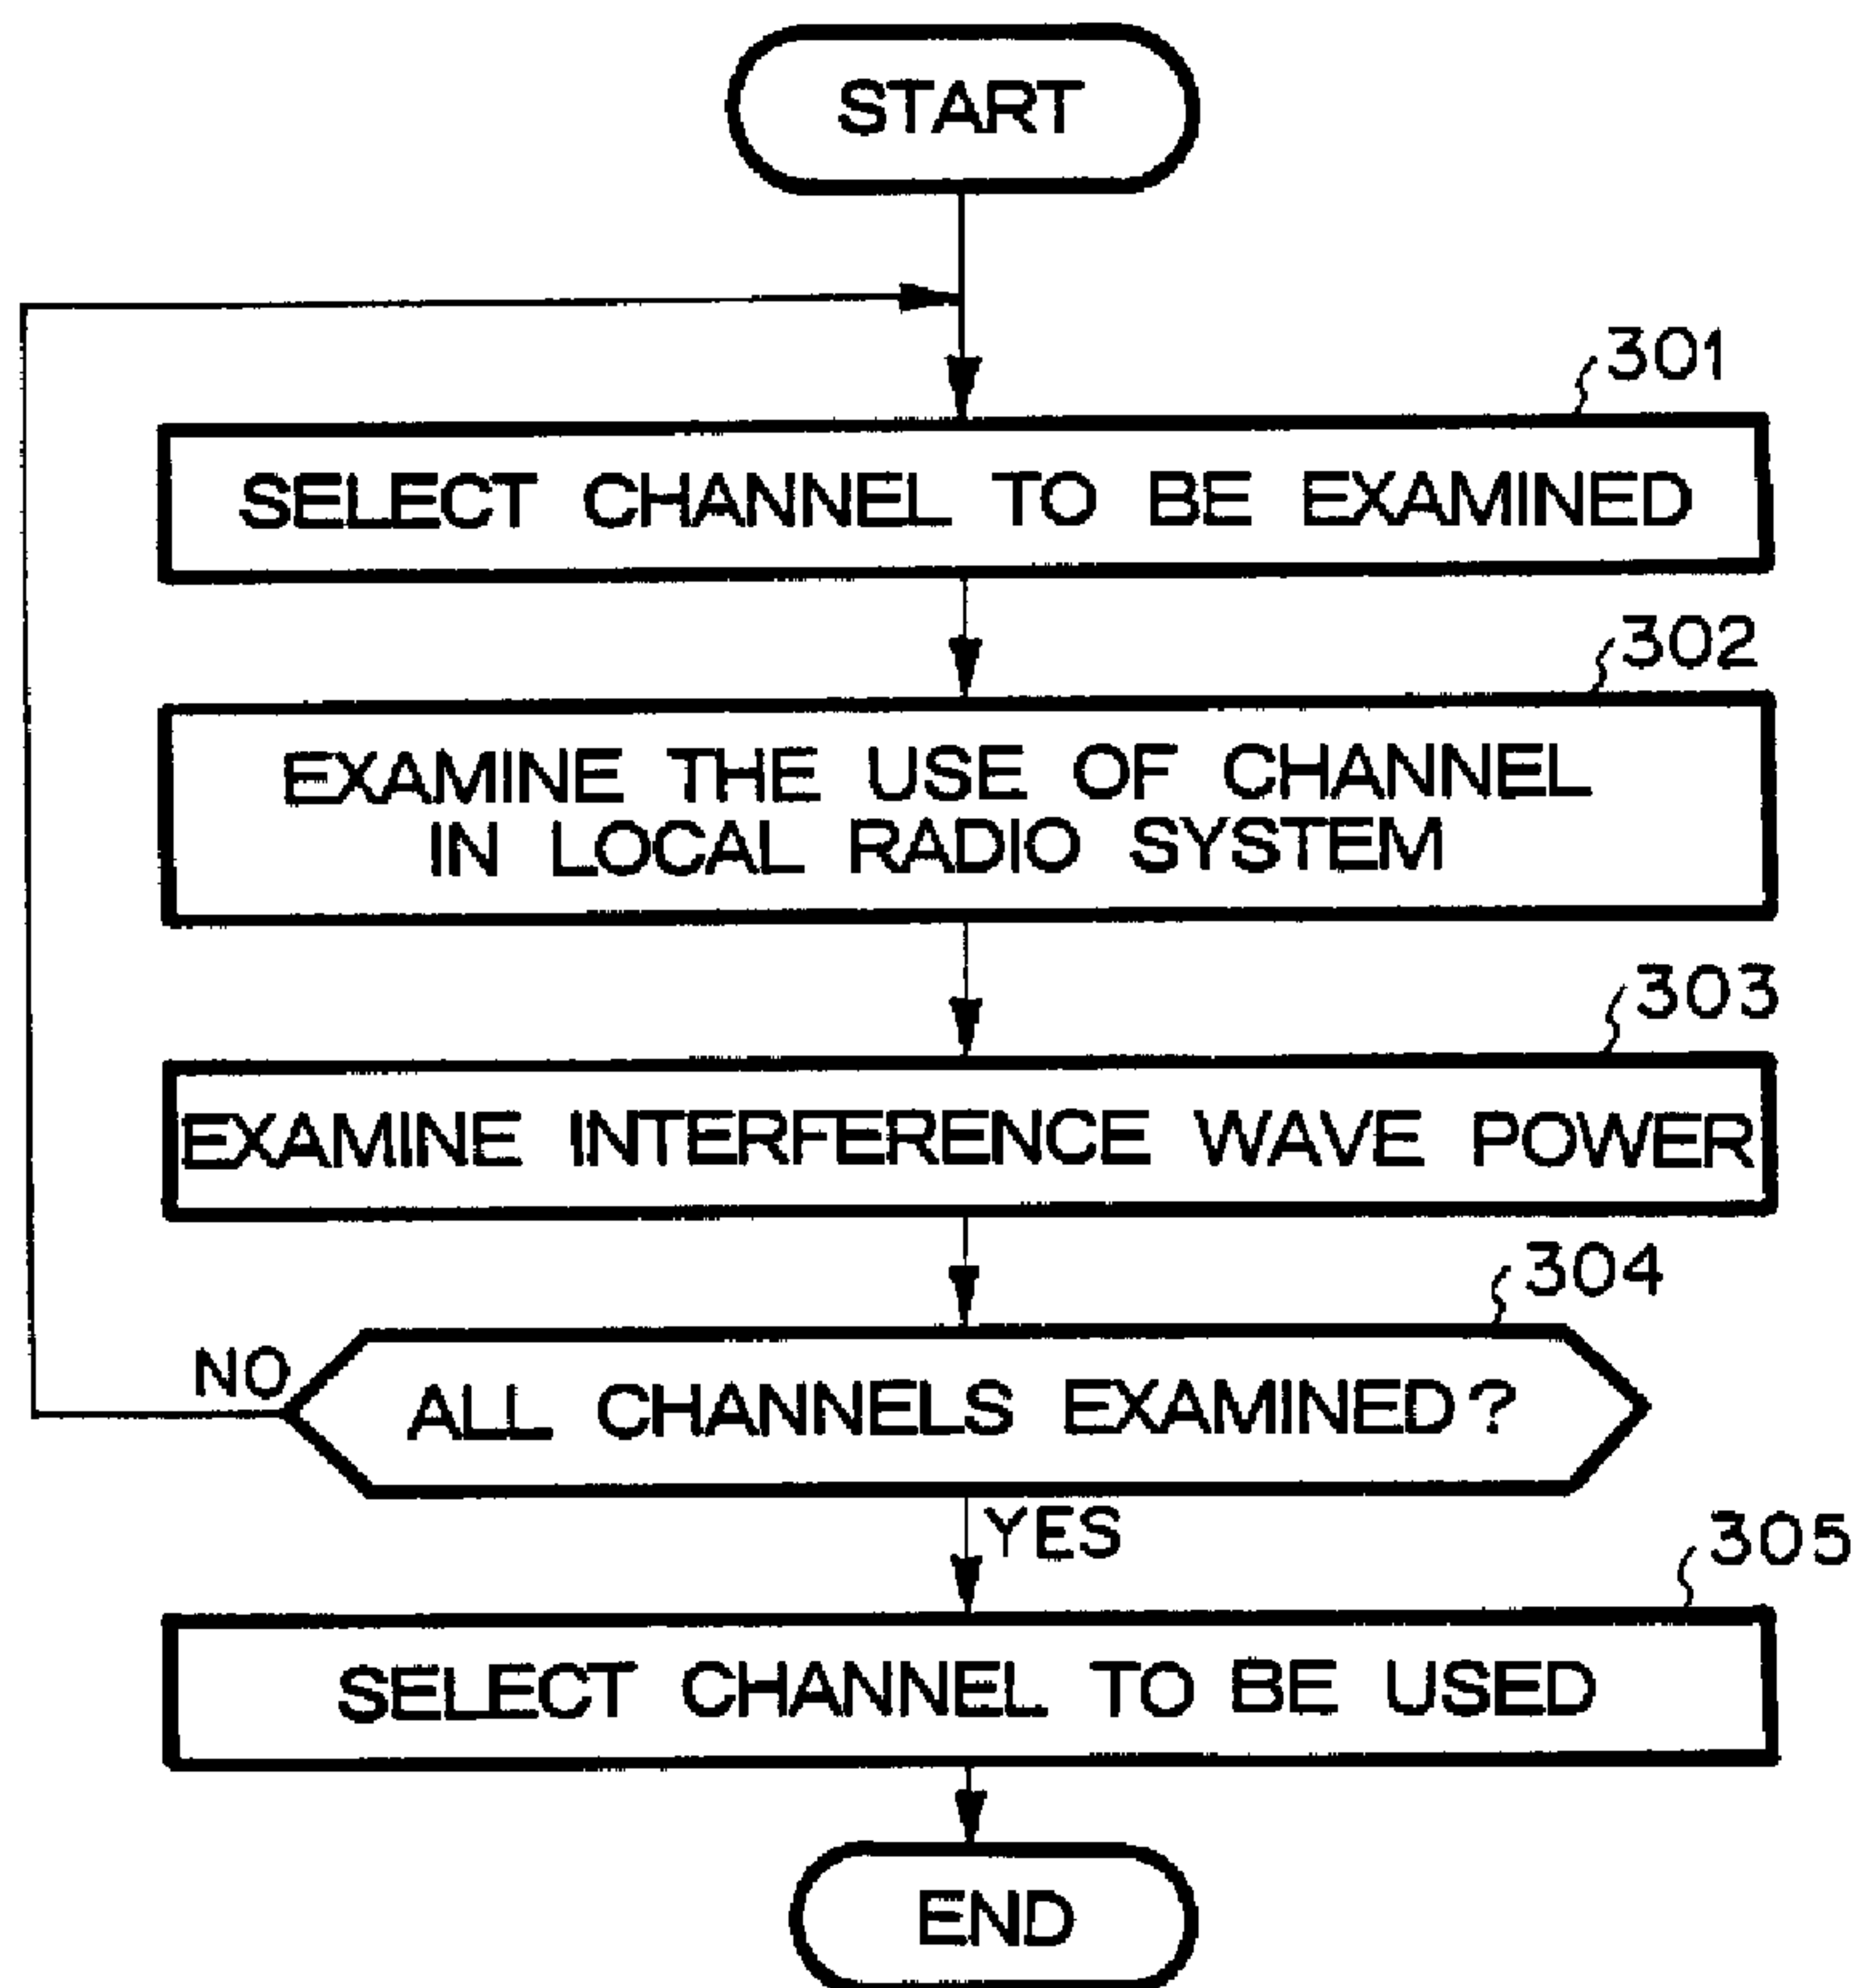 START
301
SELECT CHANNEL TO BE EXAMINED
302
EXAMINE THE USE OF CHANNEL
IN LOCAL RADIO SYSTEM
303
EXAMINE INTERFERENCE WAVE POWER
304
NO
ALL CHANNELS EXAMINED?
YES
305
SELECT CHANNEL TO BE USED
END